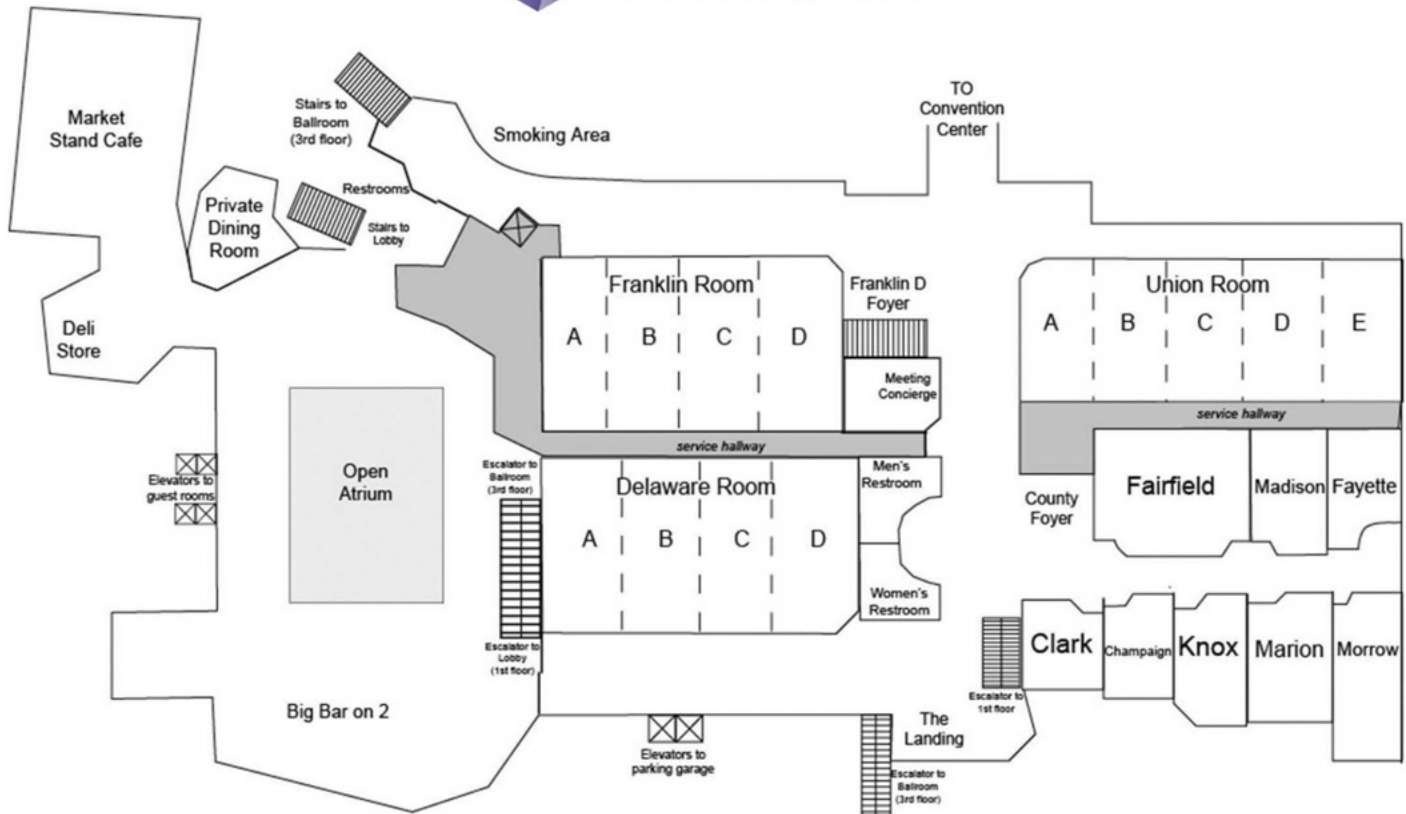 Market
Stand Cafe
Stairs to
Ballroom
(3rd floor)
Smoking Area
TO
Convention
Center
Restrooms
Private
Dining
Room
Stairs to
Lobby
Deli
Store
Franklin Room
A
B
C
D
Franklin D
Foyer
Meeting
Concierge
Union Room
A
B
C
D
E
service hallway
service hallway
Elevators to
guest rooms
Open
Atrium
Escalator to
Ballroom
(3rd floor)
Delaware Room
A
B
C
D
Men's
Restroom
Women's
Restroom
County
Foyer
Fairfield
Madison
Fayette
Escalator to
Lobby
(1st floor)
Clark
Champaign
Knox
Marion
Morrow
Escalator to
1st floor
Big Bar on 2
Elevators to
parking garage
The
Landing
Escalator to
Ballroom
(3rd floor)